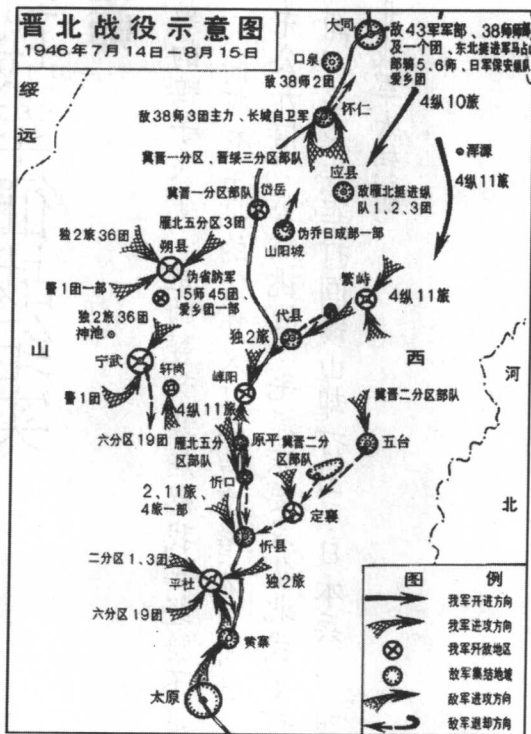 晋北战役示意图
1946年7月14日—8月15日
大同
敌43军军部、38师师部
及一个团、东北挺进军马占
部骑5、6师、日军保安纵队
爱乡团
口泉
敌38师2团
绥远
敌38师3团主力、长城自卫军
怀仁
4纵10旅
浑源
4纵11旅
冀晋一分区、晋绥三分区部队
应县
敌雁北挺进纵
队1、2、3团
冀晋一分区部队
岱岳
伪乔日成部一部
山阳城
独2旅36团
雁北五分区3团
朔县
伪省防军
15师45团、
爱乡团一部
警1团一部
繁峙
4纵11旅
代县
独2旅
独2旅36团
神池
宁武
轩岗
崞阳
山
西
河
北
警1团
4纵11旅
六分区19团
冀晋二分区部队
五台
雁北五分
区部队
原平
冀晋二分
区部队
忻口
2、11旅、
4旅一部
定襄
忻县
二分区1、3团
平社
独2旅
六分区19团
黄寨
太原
图例
我军开进方向
我军进攻方向
我军开放地区
敌军集结地域
敌军进攻方向
敌军退却方向